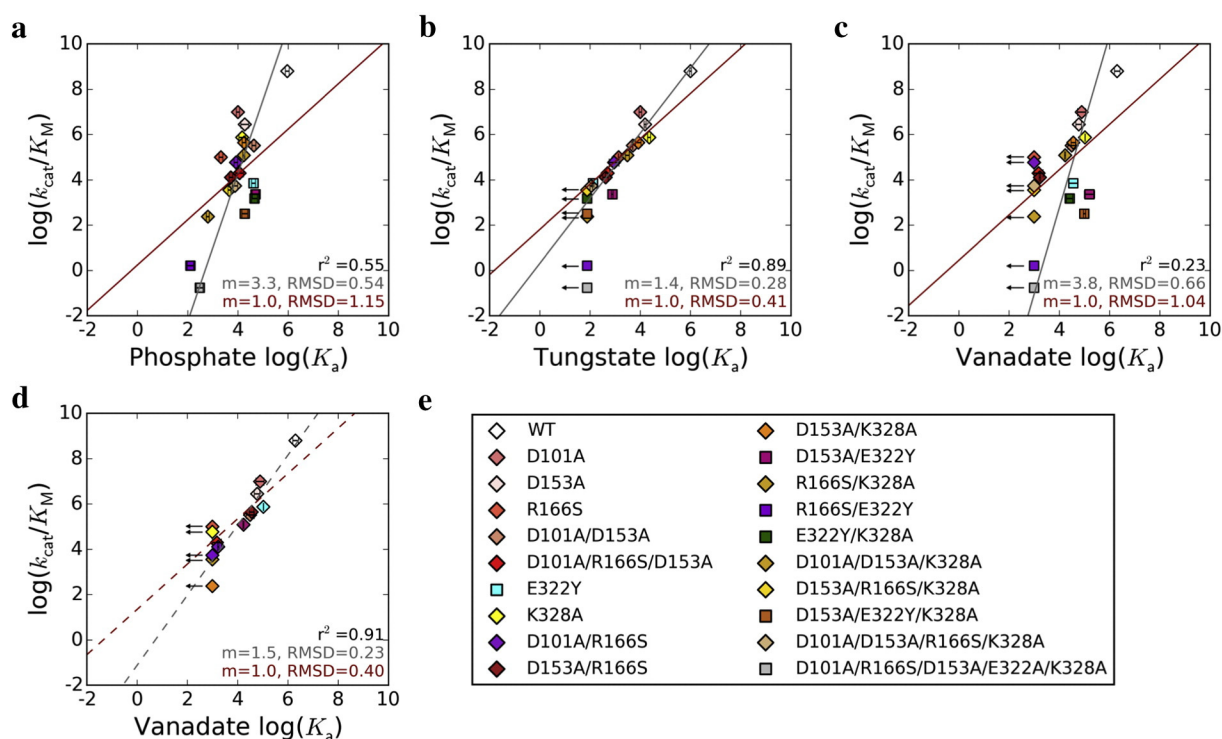 a
10
8
6
4
2
0
-2
-2 0 2 4 6 8 10
log(kcat/KM)
Phosphate log(Ka)
r² =0.55
m=3.3, RMSD=0.54
m=1.0, RMSD=1.15
b
10
8
6
4
2
0
-2
-2 0 2 4 6 8 10
log(kcat/KM)
Tungstate log(Ka)
r² =0.89
m=1.4, RMSD=0.28
m=1.0, RMSD=0.41
c
10
8
6
4
2
0
-2
-2 0 2 4 6 8 10
log(kcat/KM)
Vanadate log(Ka)
r² =0.23
m=3.8, RMSD=0.66
m=1.0, RMSD=1.04
d
10
8
6
4
2
0
-2
-2 0 2 4 6 8 10
log(kcat/KM)
Vanadate log(Ka)
r² =0.91
m=1.5, RMSD=0.23
m=1.0, RMSD=0.40
e
WT
D101A
D153A
R166S
D101A/D153A
D101A/R166S/D153A
E322Y
K328A
D101A/R166S
D153A/R166S
D153A/K328A
D153A/E322Y
R166S/K328A
R166S/E322Y
E322Y/K328A
D101A/D153A/K328A
D153A/R166S/K328A
D153A/E322Y/K328A
D101A/D153A/R166S/K328A
D101A/R166S/D153A/E322A/K328A